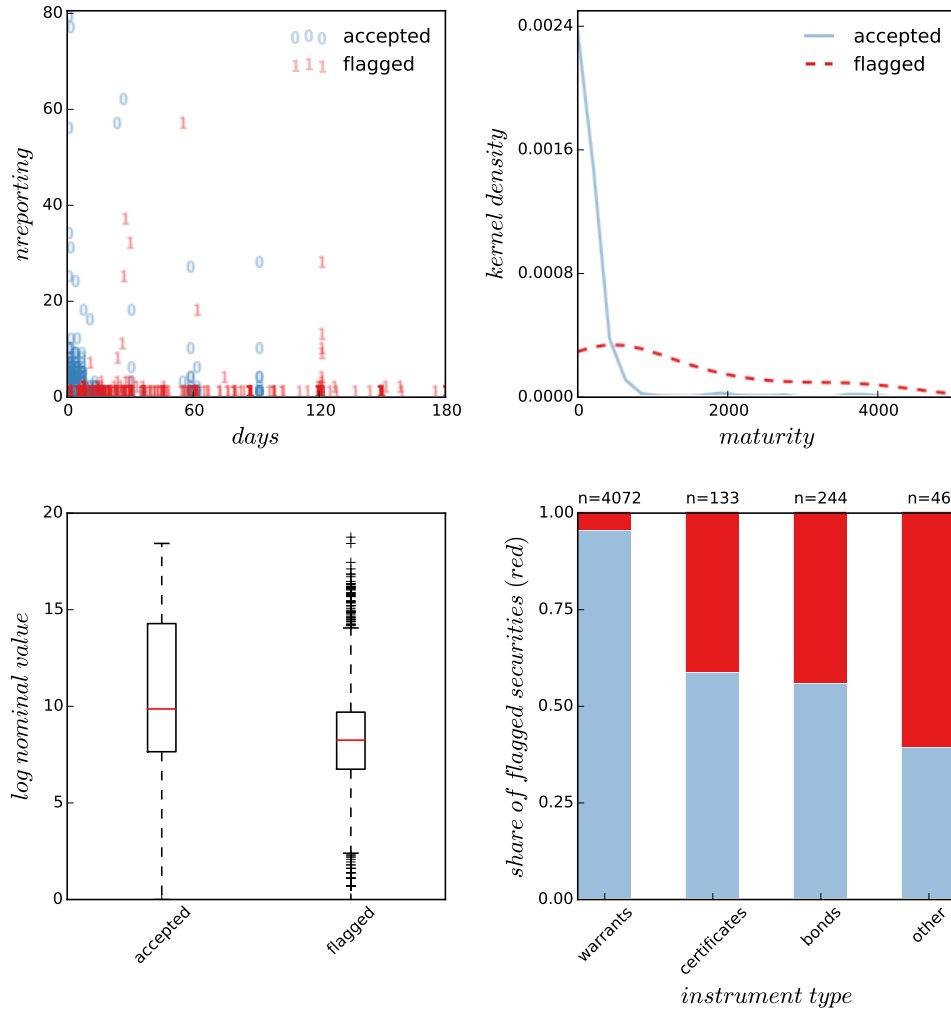 80
60
40
20
0
nreporting
0 0 0 accepted
1 1 1 flagged
0 60 120 180
days
0.0024
0.0016
0.0008
0.0000
kernel density
accepted
flagged
0 2000 4000
maturity
20
15
10
5
0
log nominal value
accepted flagged
n=4072 n=133 n=244 n=46
1.00
0.75
0.50
0.25
0.00
share of flagged securities (red)
warrants certificates bonds other
instrument type